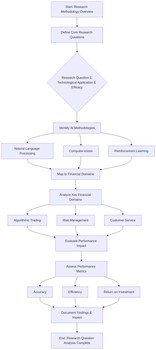 Start: Research
Methodology Overview
Define Core Research
Questions
Research Question 1:
Technological Application &
Efficacy
Identify AI Methodologies
Natural Language
Processing
Computer Vision
Reinforcement Learning
Map to Financial Domains
Analyze Key Financial
Domains
Algorithmic Trading
Risk Management
Customer Service
Evaluate Performance
Impact
Assess Performance
Metrics
Accuracy
Efficiency
Return on Investment
Document Findings &
Impact
End: Research Question
Analysis Complete